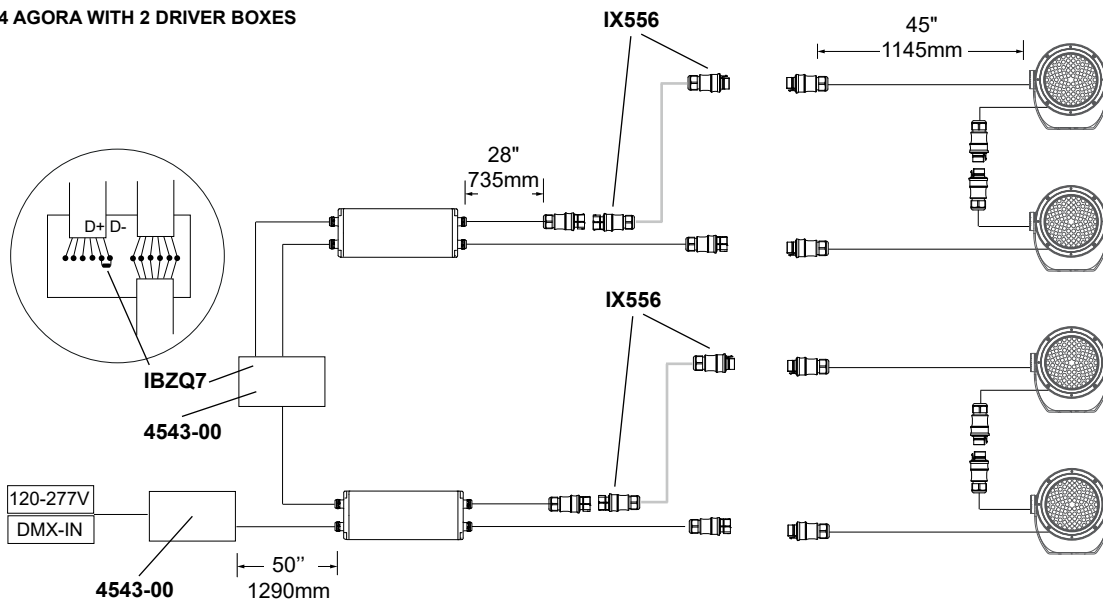 4 AGORA WITH 2 DRIVER BOXES
IX556
45"
1145mm
28"
735mm
D+ D-
IX556
IBZQ7
4543-00
120-277V
DMX-IN
50’’
1290mm
4543-00